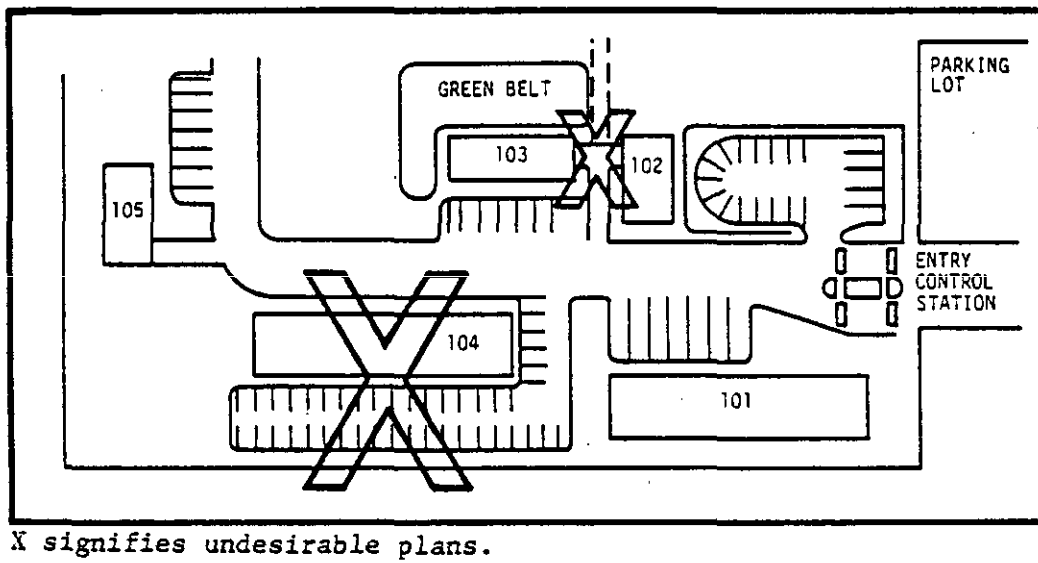 PARKING
LOT
GREEN BELT
103
102
105
ENTRY
CONTROL
STATION
104
101
X signifies undesirable plans.